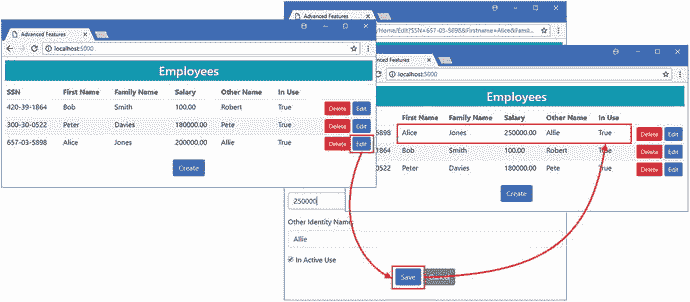 Advanced Features
localhost:5000
Employees
SSN First Name Family Name Salary Other Name In Use
420-39-1864 Bob Smith 100.00 Robert True Delete Edit
300-30-0522 Peter Davies 180000.00 Pete True Delete Edit
657-03-5898 Alice Jones 200000.00 Allie True Delete Edit
Create
Advanced Features
/Home/Edit?SSN=657-03-5898&Firstname=Alice&Famil...
250000
Other Identity Name:
Allie
In Active Use
Save
Advanced Features
localhost:5000
Employees
First Name Family Name Salary Other Name In Use
5898 Alice Jones 250000.00 Allie True Delete Edit
1864 Bob Smith 100.00 Robert True Delete Edit
0522 Peter Davies 180000.00 Pete True Delete Edit
Create